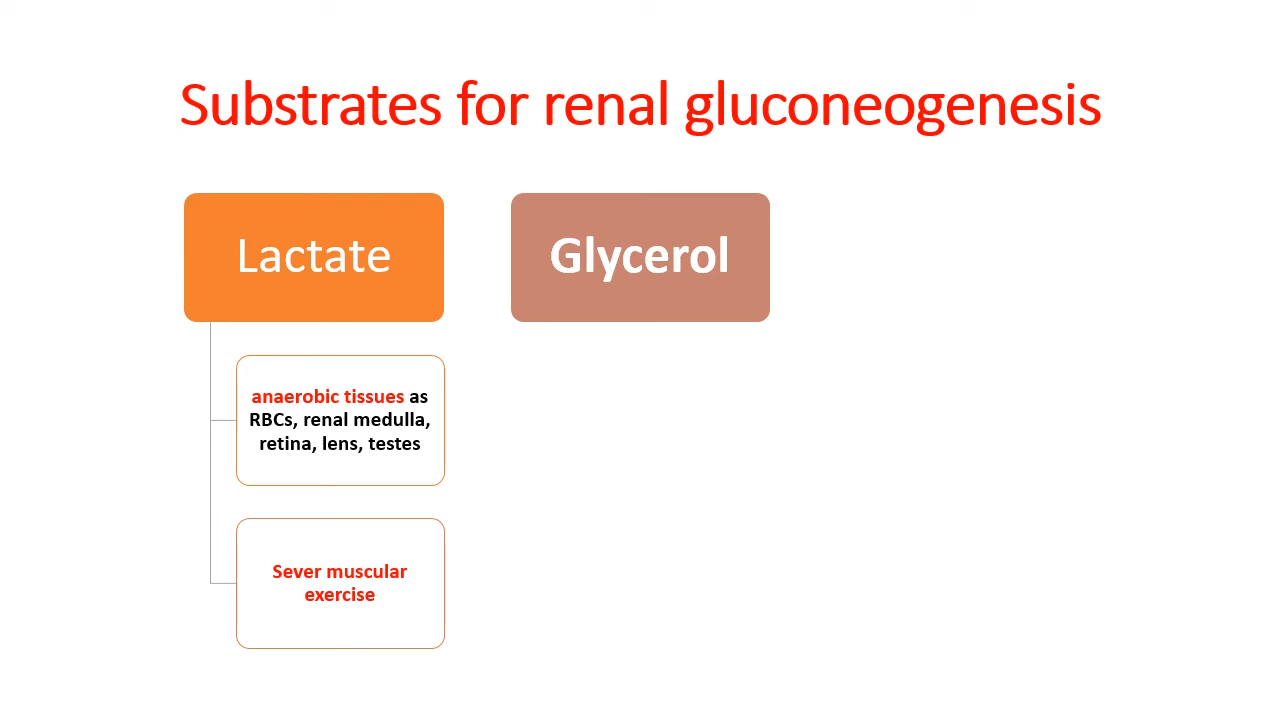 Substrates for renal gluconeogenesis
Lactate
Glycerol
anaerobic tissues as
RBCs, renal medulla,
retina, lens, testes
Sever muscular
exercise